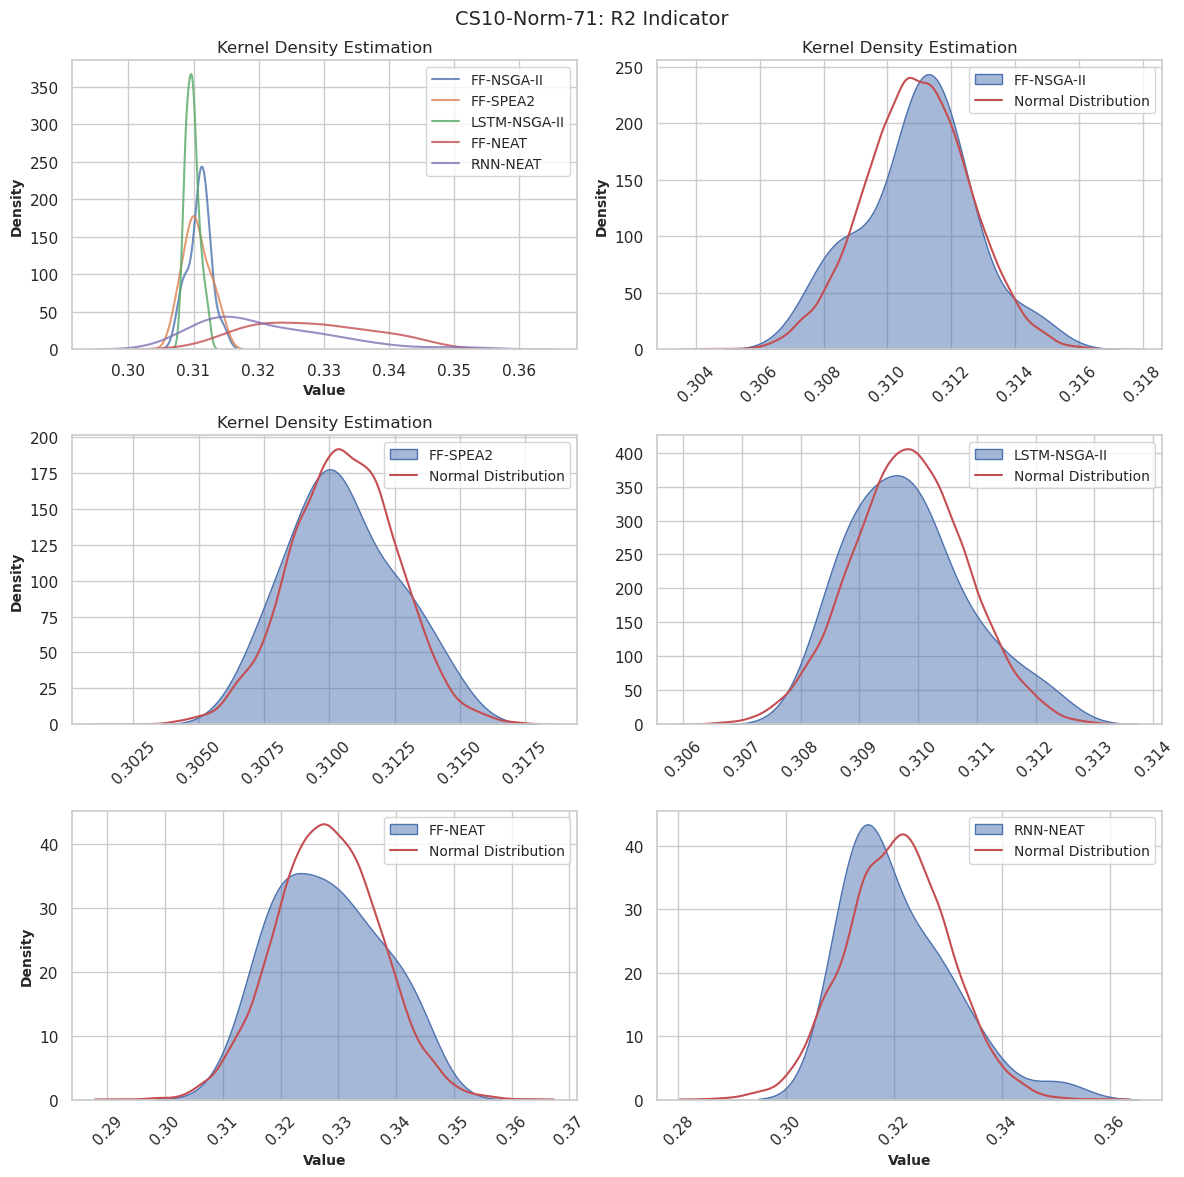 CS10-Norm-71: R2 Indicator
Kernel Density Estimation
FF-NSGA-II
FF-SPEA2
LSTM-NSGA-II
FF-NEAT
RNN-NEAT
Density
350
300
250
200
150
100
50
0
0.30 0.31 0.32 0.33 0.34 0.35 0.36
Value
Kernel Density Estimation
FF-NSGA-II
Normal Distribution
Density
250
200
150
100
50
0
0.304 0.306 0.308 0.310 0.312 0.314 0.316 0.318
Kernel Density Estimation
FF-SPEA2
Normal Distribution
Density
200
175
150
125
100
75
50
25
0
0.3025 0.3050 0.3075 0.3100 0.3125 0.3150 0.3175
LSTM-NSGA-II
Normal Distribution
400
350
300
250
200
150
100
50
0
0.306 0.307 0.308 0.309 0.310 0.311 0.312 0.313 0.314
FF-NEAT
Normal Distribution
Density
40
30
20
10
0
0.29 0.30 0.31 0.32 0.33 0.34 0.35 0.36 0.37
Value
RNN-NEAT
Normal Distribution
40
30
20
10
0
0.28 0.30 0.32 0.34 0.36
Value